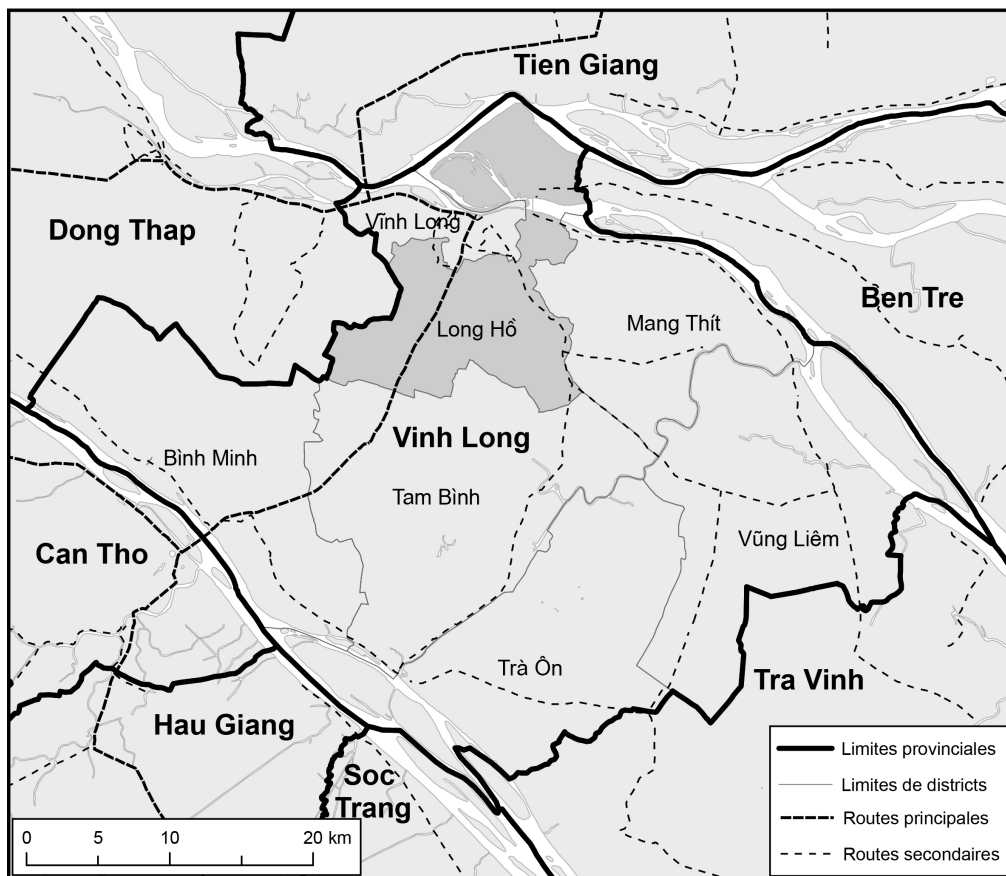 Tien Giang
Vĩnh Long
Dong Thap
Ben Tre
Long Hồ
Mang Thít
Vinh Long
Bình Minh
Tam Bình
Can Tho
Vũng Liêm
Trà Ôn
Tra Vinh
Hau Giang
Soc
Trang
Limites provinciales
Limites de districts
Routes principales
Routes secondaires
0 5 10 20 km